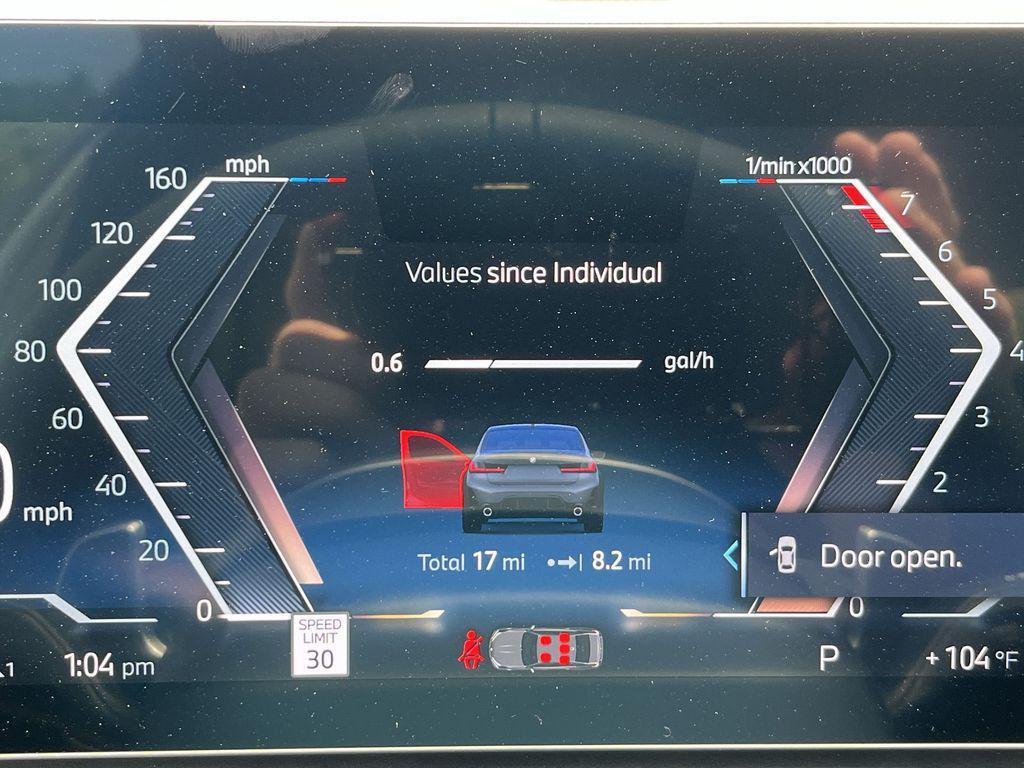 mph
1/min x1000
160
7
120
6
Values since Individual
100
5
80
4
0.6 gal/h
60
3
40
2
mph
20
Door open.
Total 17 mi 8.2 mi
0
0
SPEED
LIMIT
30
1
1:04 pm
P
+104 °F